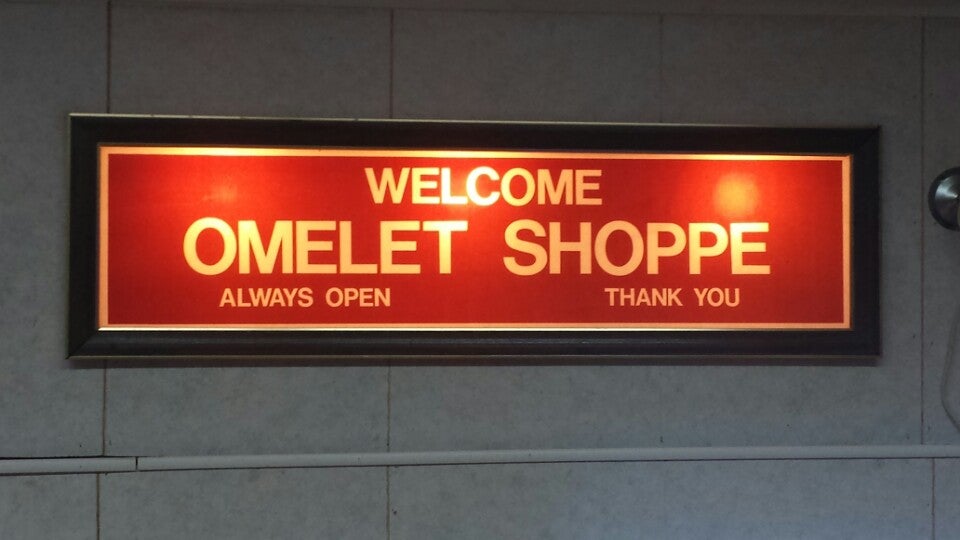 WELCOME
OMELET SHOPPE
ALWAYS OPEN THANK YOU